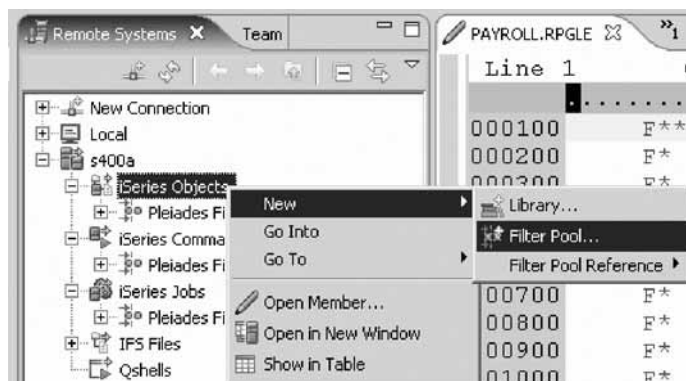 Remote Systems
Team
New Connection
Local
s400a
iSeries Objects
Pleiades Fi
iSeries Comma
Pleiades Fi
iSeries Jobs
Pleiades Fi
IFS Files
Qshells
New
Go Into
Go To
Open Member...
Open in New Window
Show in Table
Library...
Filter Pool...
Filter Pool Reference
PAYROLL.RPGLE
»1
Line 1
000100 F**
000200 F*
000300 F*
00700 F*
00800 F*
00900 F*
01000 F*